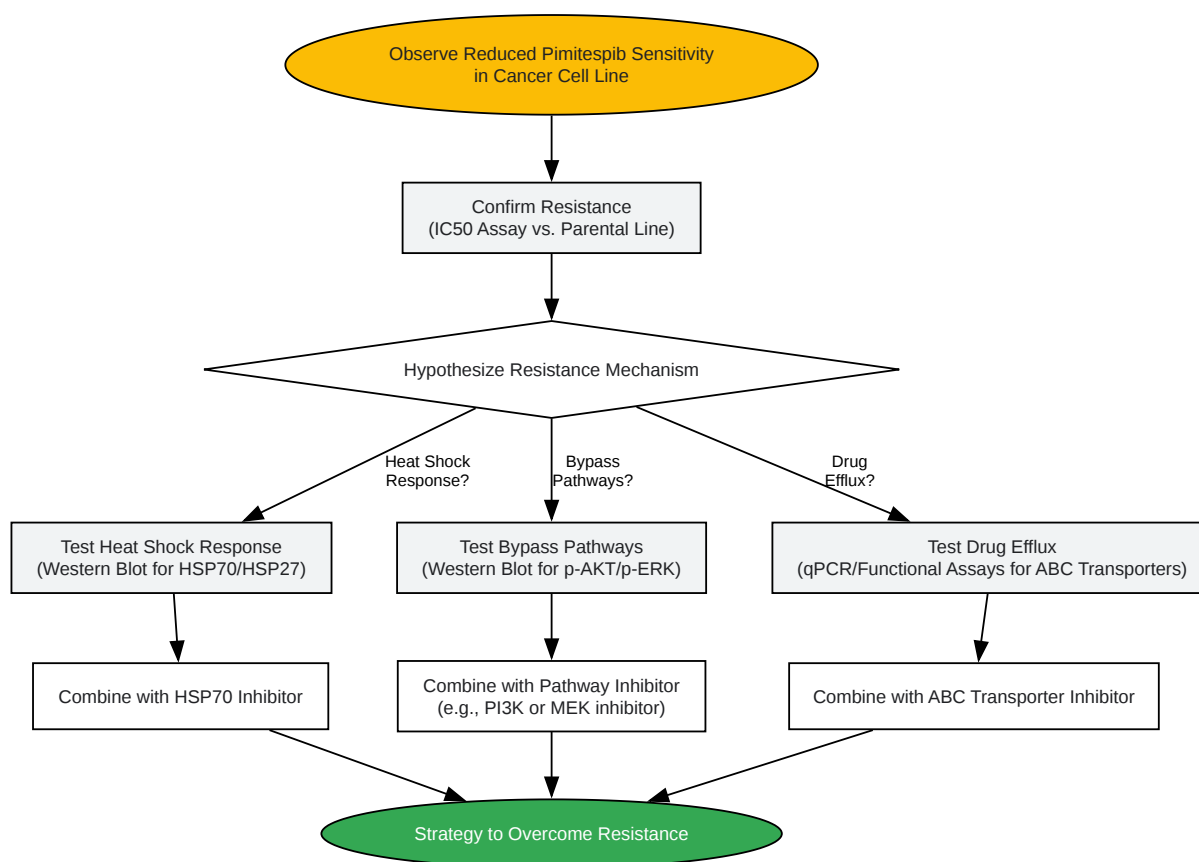 Observe Reduced Pimitespib Sensitivity
in Cancer Cell Line
Confirm Resistance
(IC50 Assay vs. Parental Line)
Hypothesize Resistance Mechanism
Heat Shock
Response?
Bypass
Pathways?
Drug
Efflux?
Test Heat Shock Response
(Western Blot for HSP70/HSP27)
Test Bypass Pathways
(Western Blot for p-AKT/p-ERK)
Test Drug Efflux
(qPCR/Functional Assays for ABC Transporters)
Combine with HSP70 Inhibitor
Combine with Pathway Inhibitor
(e.g., PI3K or MEK inhibitor)
Combine with ABC Transporter Inhibitor
Strategy to Overcome Resistance